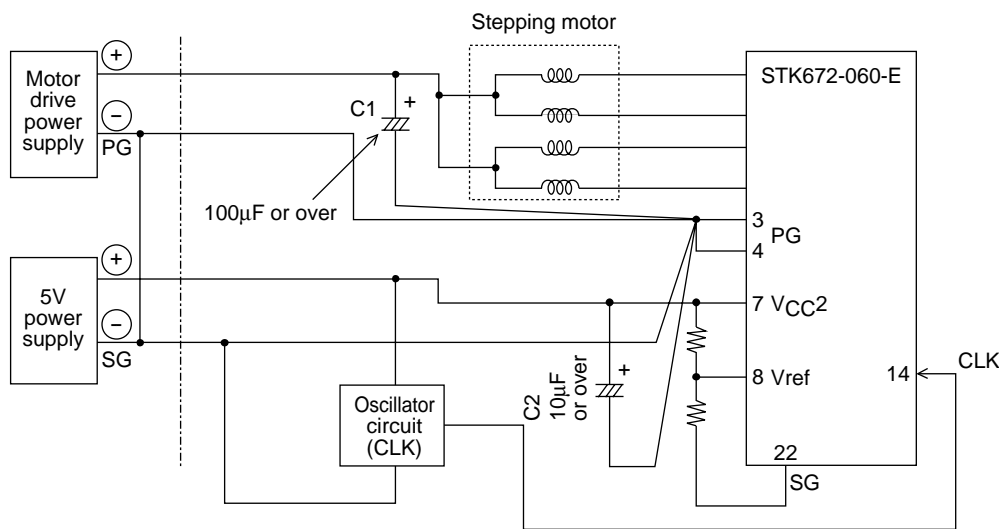 Stepping motor
+
Motor
drive
power
supply
−
PG
C1
+
100µF or over
STK672-060-E
3
PG
4
+
5V
power
supply
−
SG
7 VCC2
8 Vref
14
CLK
C2
10µF
or over
+
Oscillator
circuit
(CLK)
22
SG